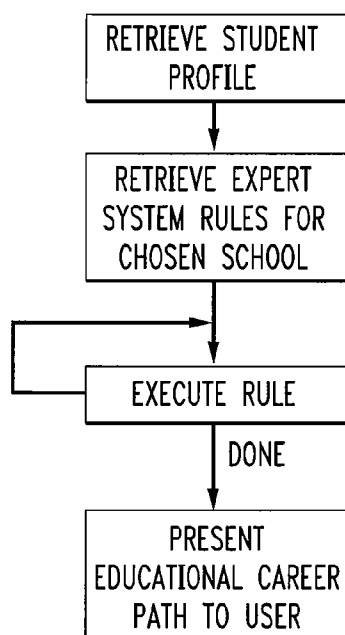 RETRIEVE STUDENT
PROFILE
RETRIEVE EXPERT
SYSTEM RULES FOR
CHOSEN SCHOOL
EXECUTE RULE
DONE
PRESENT
EDUCATIONAL CAREER
PATH TO USER